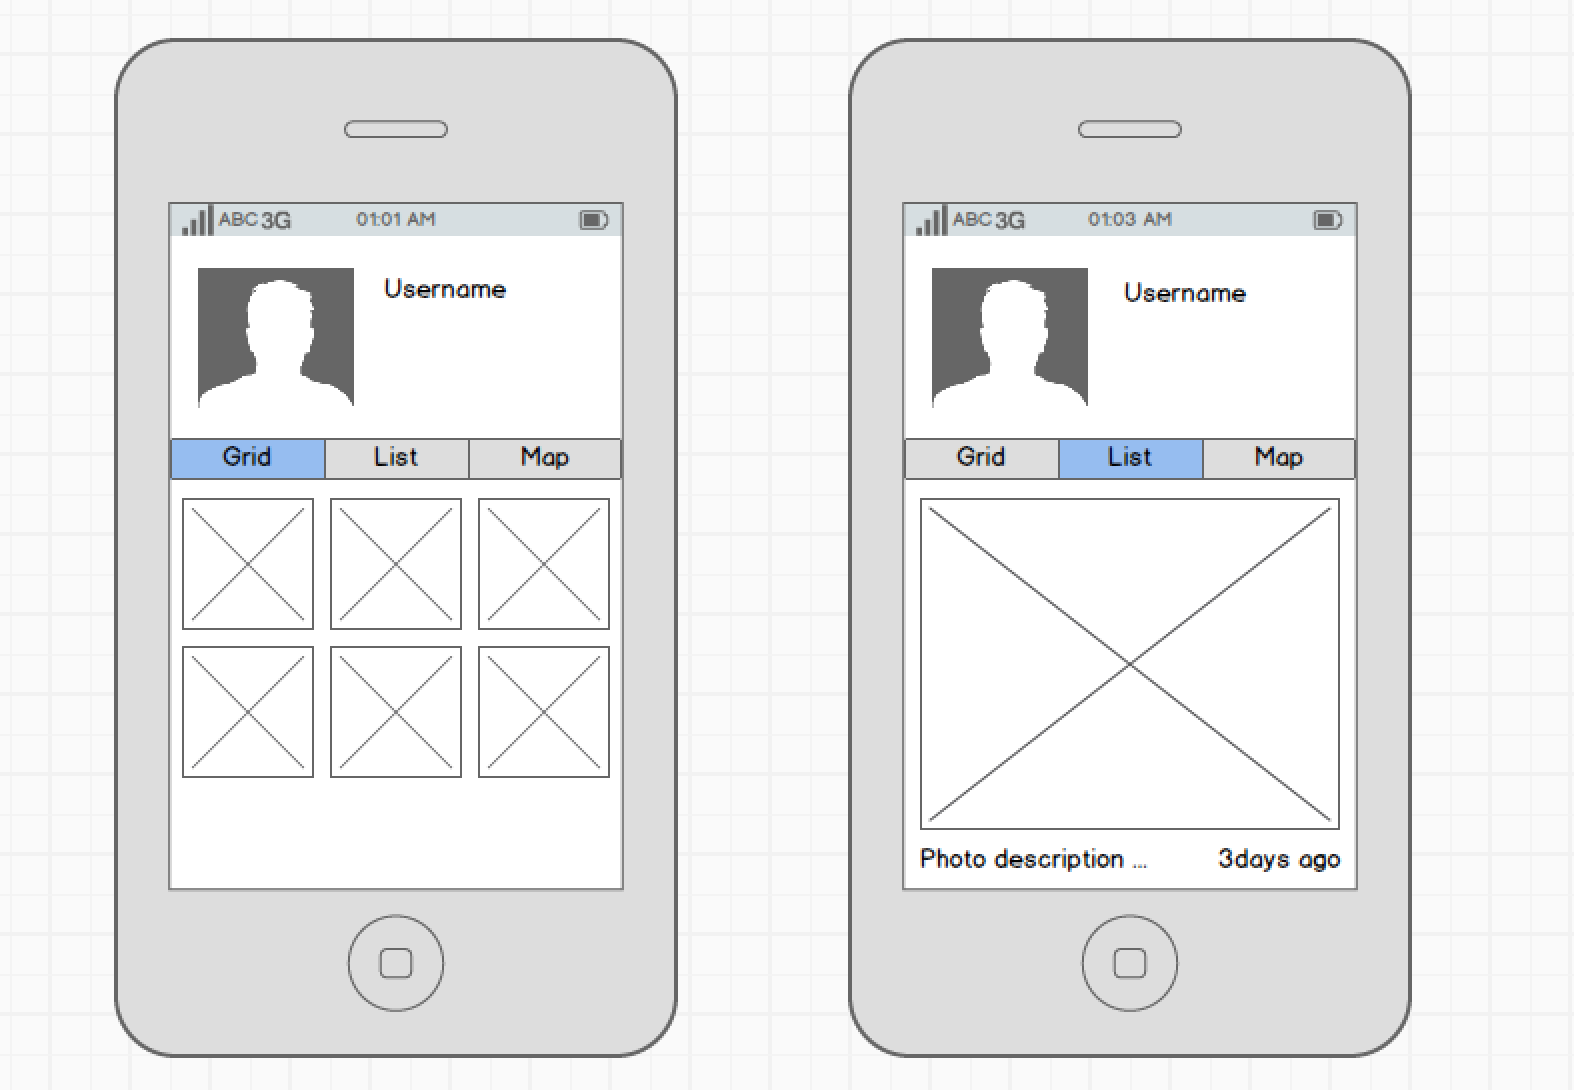 ABC 3G 01:01 AM
Username
Grid List Map
ABC 3G 01:03 AM
Username
Grid List Map
Photo description ... 3days ago